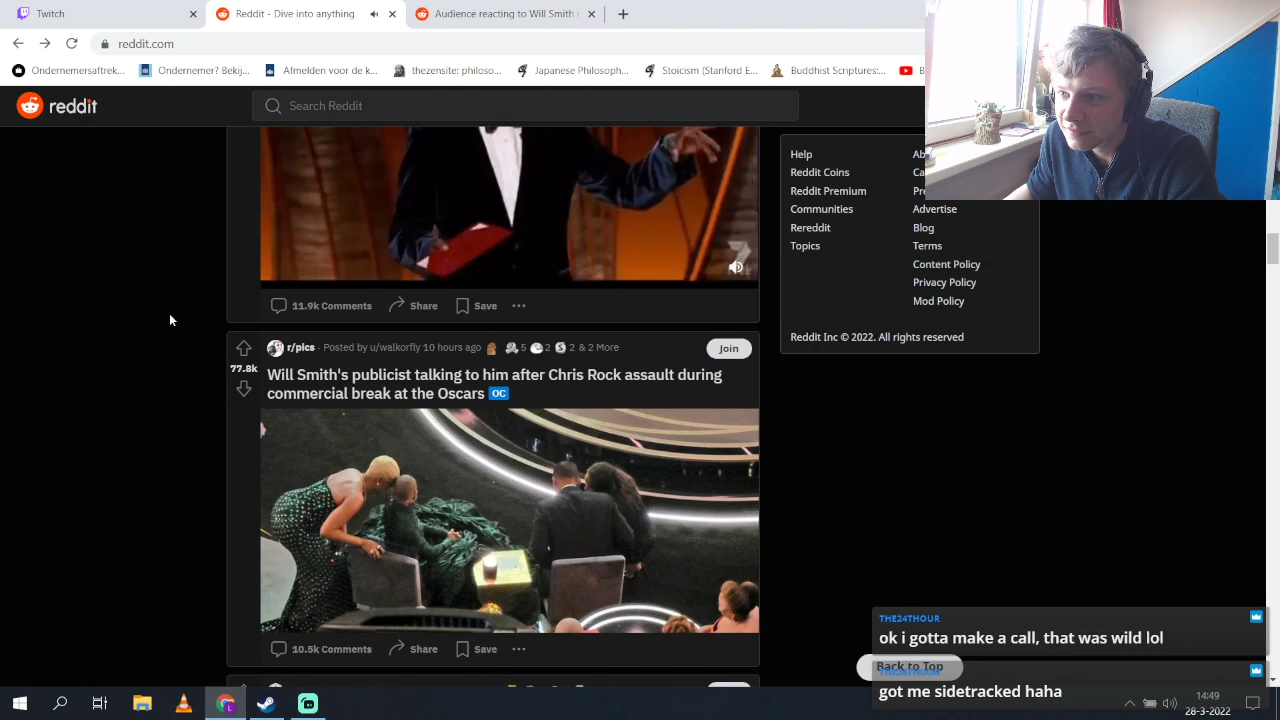 Twitch
Reddit - Dive into anything
Audience reacting to Will Smith
reddit.com
Ondernemersaftrek...
Ondernemer? Bekij...
Afmelden voor de k...
thezensite: philoso...
Japanese Philosoph...
Stoicism (Stanford E...
Buddhist Scriptures:...
reddit
Search Reddit
Help
Reddit Coins
Reddit Premium
Communities
Advertise
Rereddit
Blog
Topics
Terms
Content Policy
Privacy Policy
Mod Policy
Reddit Inc © 2022. All rights reserved
11.9k Comments
Share
Save
r/pics · Posted by u/walkorfly 10 hours ago 5 2 2 & 2 More
Join
77.8k
Will Smith's publicist talking to him after Chris Rock assault during
commercial break at the Oscars OC
10.5k Comments
Share
Save
THE24THOUR
ok i gotta make a call, that was wild lol
Back to Top
got me sidetracked haha
14:49
28-3-2022